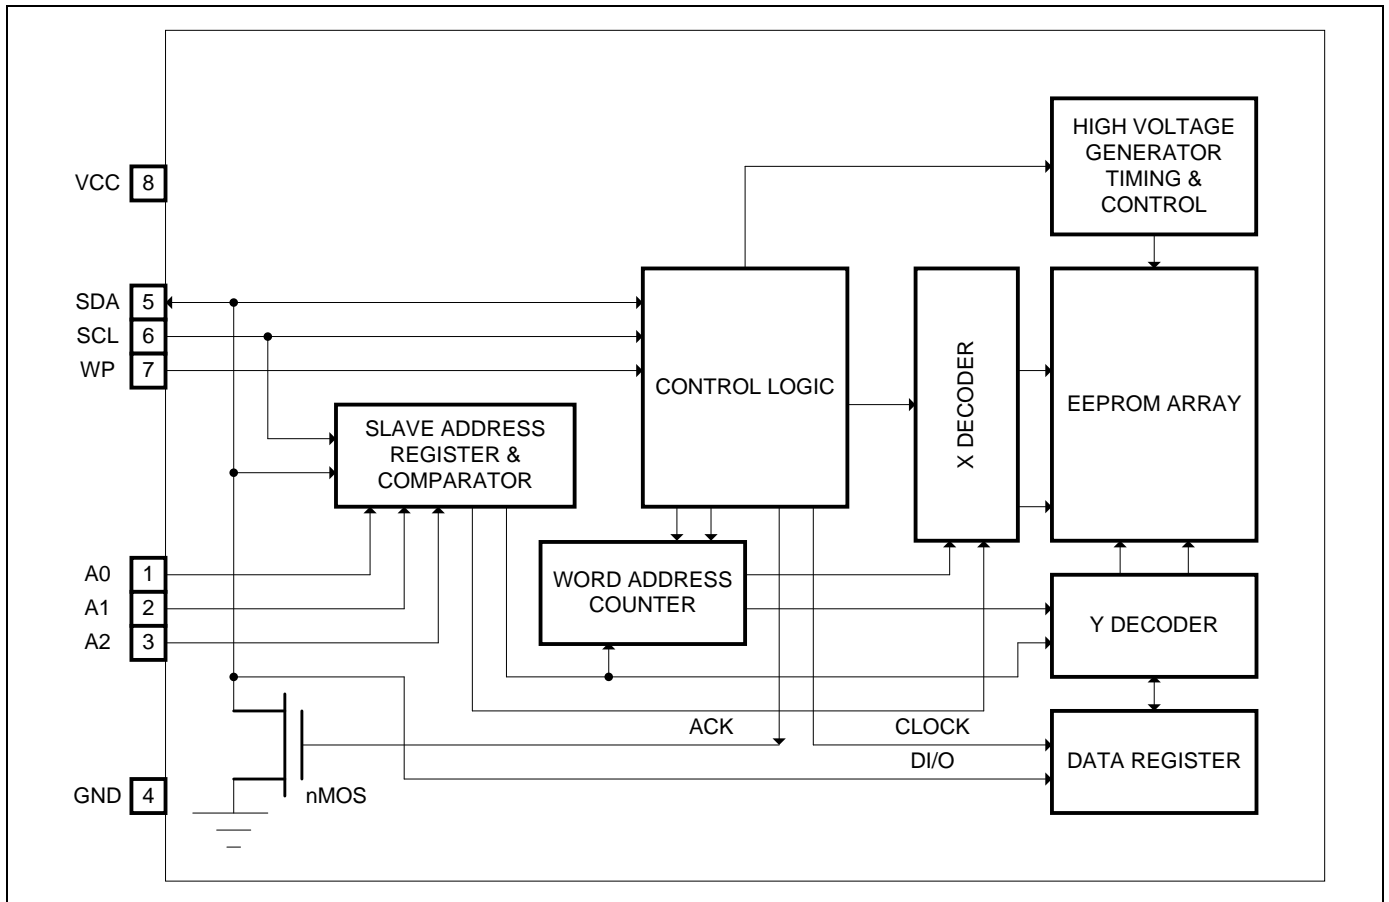 HIGH VOLTAGE
GENERATOR
TIMING &
CONTROL
VCC 8
SDA 5
SCL 6
WP 7
CONTROL LOGIC
X DECODER
EEPROM ARRAY
SLAVE ADDRESS
REGISTER &
COMPARATOR
A0 1
A1 2
A2 3
WORD ADDRESS
COUNTER
Y DECODER
ACK
CLOCK
DI/O
DATA REGISTER
GND 4
nMOS